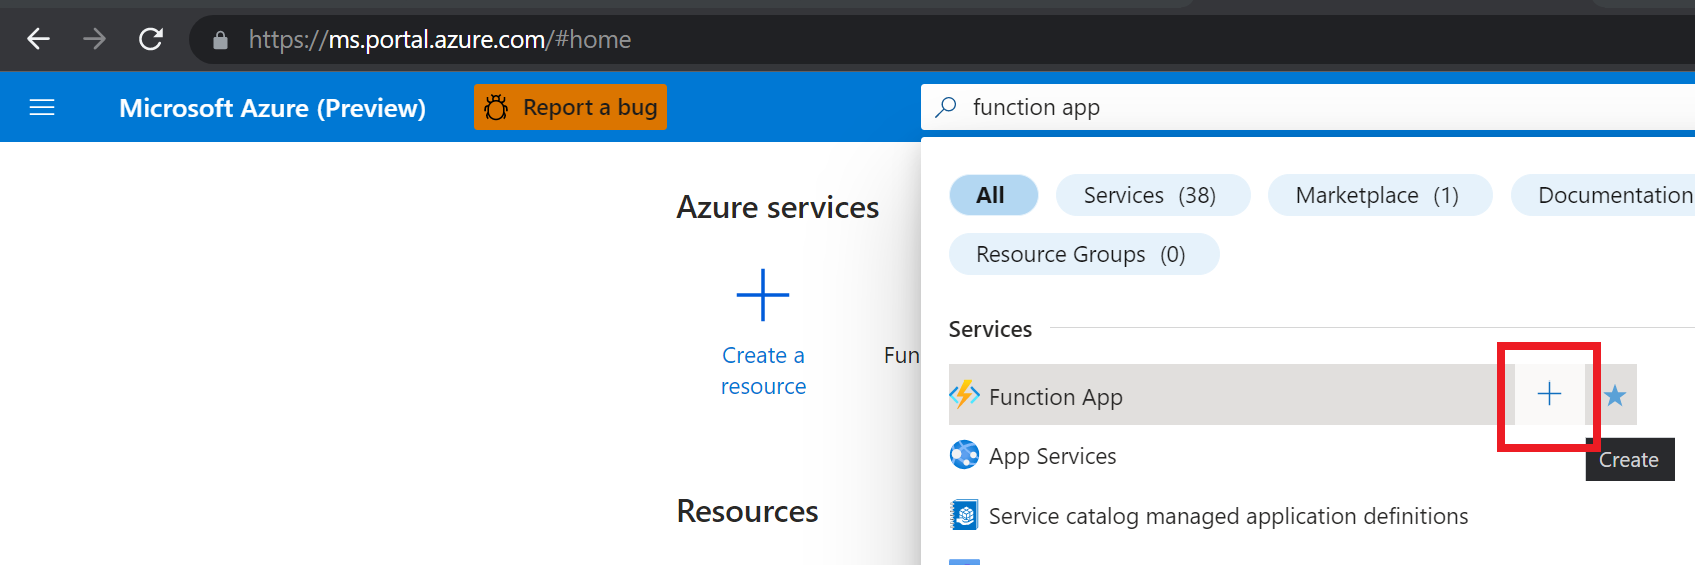 https://ms.portal.azure.com/#home
Microsoft Azure (Preview)
Report a bug
function app
All
Services (38)
Marketplace (1)
Documentation
Resource Groups (0)
Azure services
Create a
resource
Fun
Services
Function App
Create
App Services
Service catalog managed application definitions
Resources